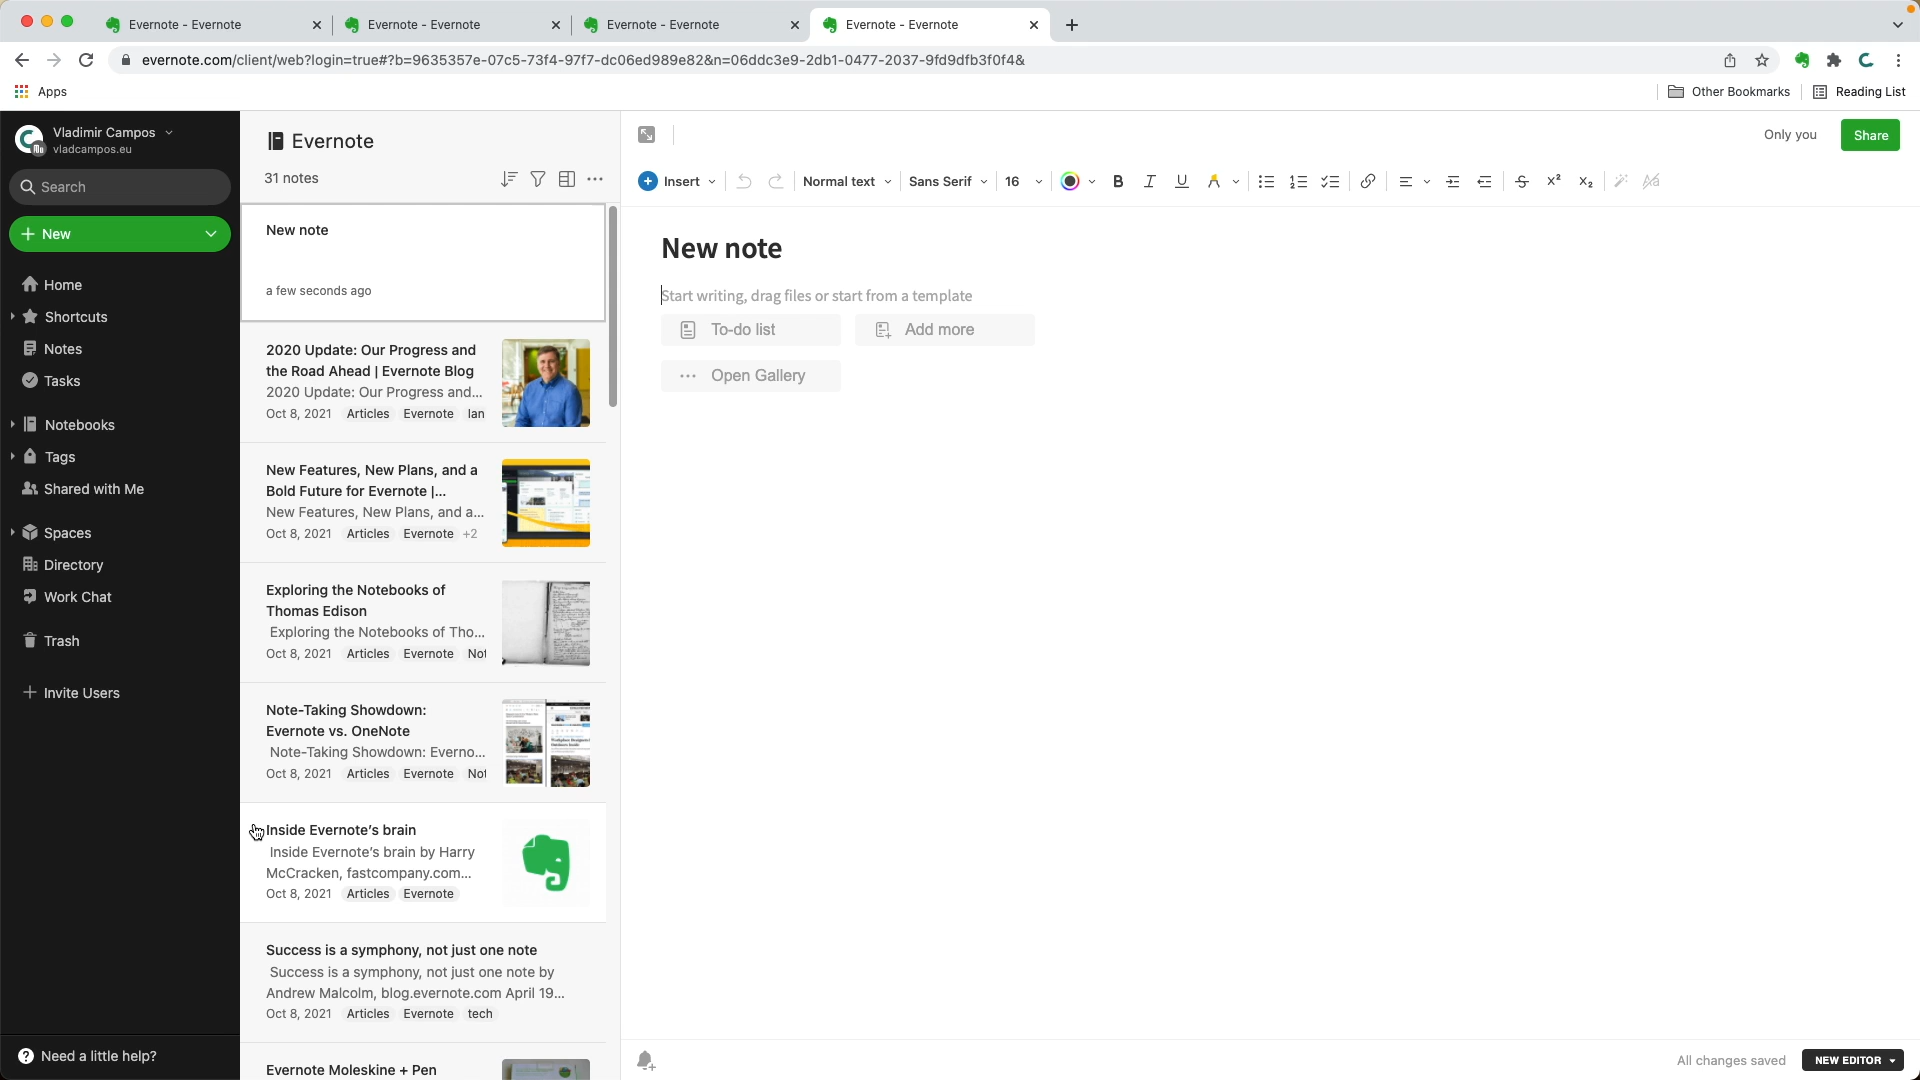 Evernote - Evernote
Evernote - Evernote
Evernote - Evernote
Evernote - Evernote
evernote.com/client/web?login=true#?b=9635357e-07c5-73f4-97f7-dc06ed989e82&n=06ddc3e9-2db1-0477-2037-9fd9dfb3f0f4&
Apps
Other Bookmarks
Reading List
Vladimir Campos
vladcampos.eu
Search
New
Home
Shortcuts
Notes
Tasks
Notebooks
Tags
Shared with Me
Spaces
Directory
Work Chat
Trash
Invite Users
Need a little help?
Evernote
31 notes
New note
a few seconds ago
2020 Update: Our Progress and
the Road Ahead | Evernote Blog
2020 Update: Our Progress and...
Oct 8, 2021 Articles Evernote Ian
New Features, New Plans, and a
Bold Future for Evernote |...
New Features, New Plans, and a...
Oct 8, 2021 Articles Evernote +2
Exploring the Notebooks of
Thomas Edison
Exploring the Notebooks of Tho...
Oct 8, 2021 Articles Evernote Not
Note-Taking Showdown:
Evernote vs. OneNote
Note-Taking Showdown: Everno...
Oct 8, 2021 Articles Evernote Not
Inside Evernote's brain
Inside Evernote's brain by Harry
McCracken, fastcompany.com...
Oct 8, 2021 Articles Evernote
Success is a symphony, not just one note
Success is a symphony, not just one note by
Andrew Malcolm, blog.evernote.com April 19...
Oct 8, 2021 Articles Evernote tech
Evernote Moleskine + Pen
Only you
Share
Insert Normal text Sans Serif 16 B I U
New note
Start writing, drag files or start from a template
To-do list Add more
Open Gallery
All changes saved
NEW EDITOR